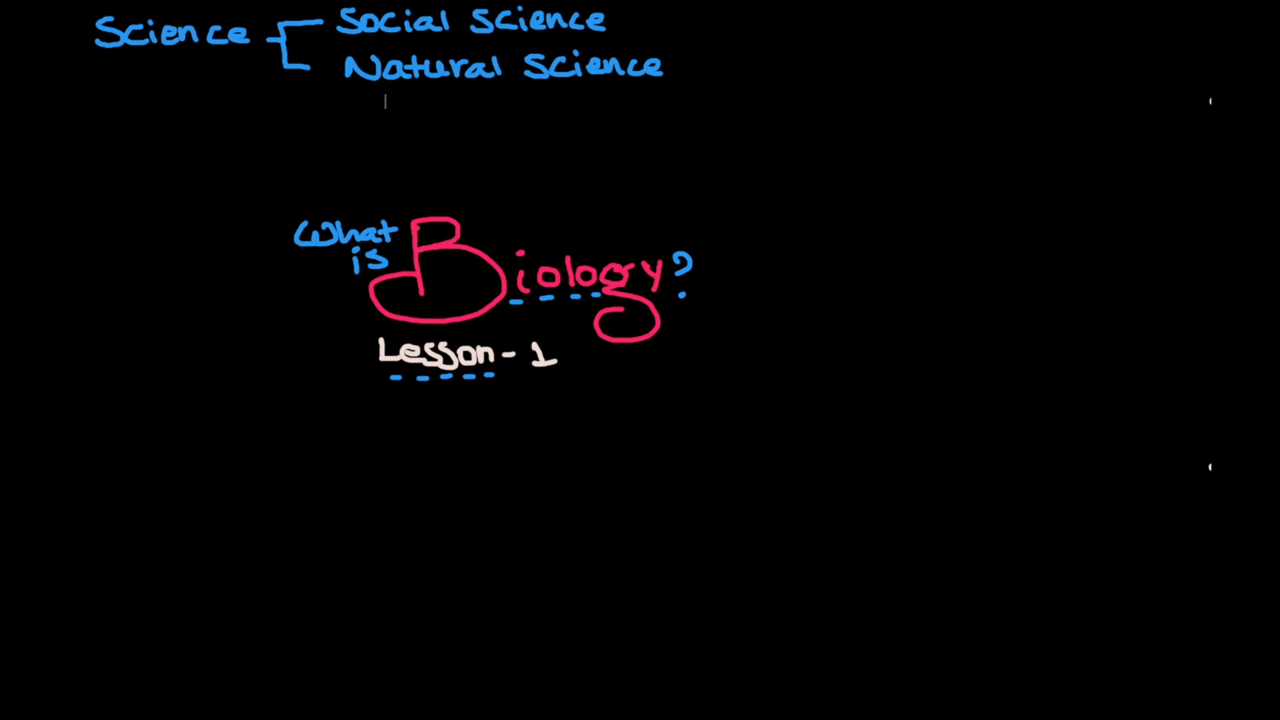 Science
Social Science
Natural Science
What
is
Biology?
Lesson - 1